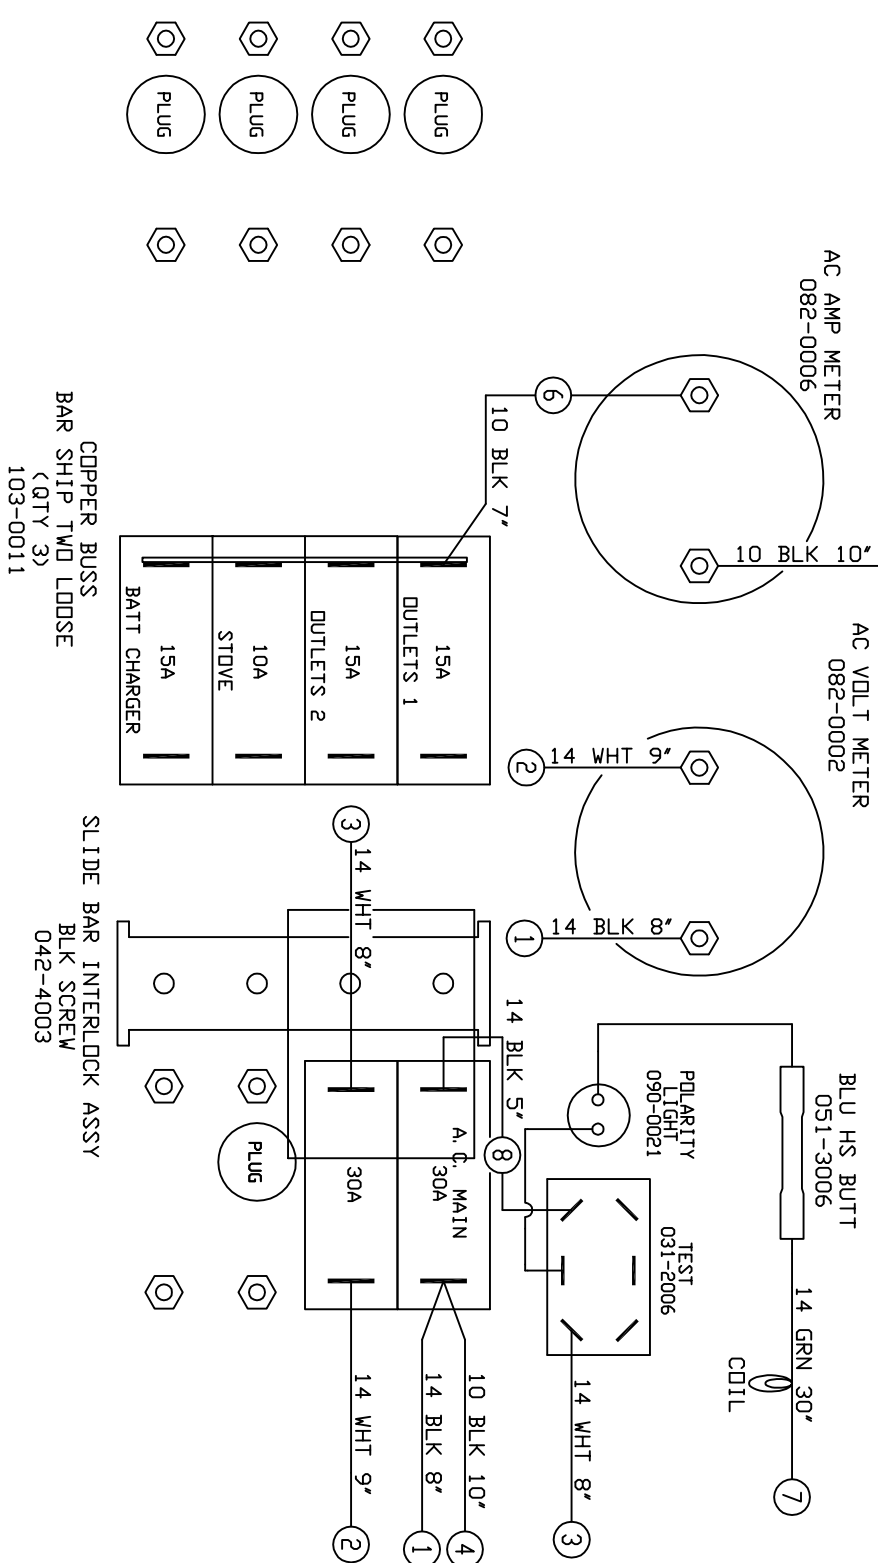 AC AMP METER
082-0006
AC VOLT METER
082-0002
BLU HS BUTT
051-3006
14 GRN 30"
COIL
7
10 BLK 10"
6
10 BLK 7"
14 WHT 9"
2
14 BLK 8"
1
POLARITY
LIGHT
090-0021
TEST
031-2006
14 WHT 8"
3
PLUG
PLUG
PLUG
PLUG
15A
OUTLETS 1
15A
OUTLETS 2
10A
STOVE
15A
BATT CHARGER
3
14 WHT 8"
14 BLK 5"
8
A.C. MAIN
30A
30A
PLUG
10 BLK 10"
4
14 BLK 8"
1
14 WHT 9"
2
COPPER BUSS
BAR SHIP TWO LOOSE
(QTY 3)
103-0011
SLIDE BAR INTERLOCK ASSY
BLK SCREW
042-4003